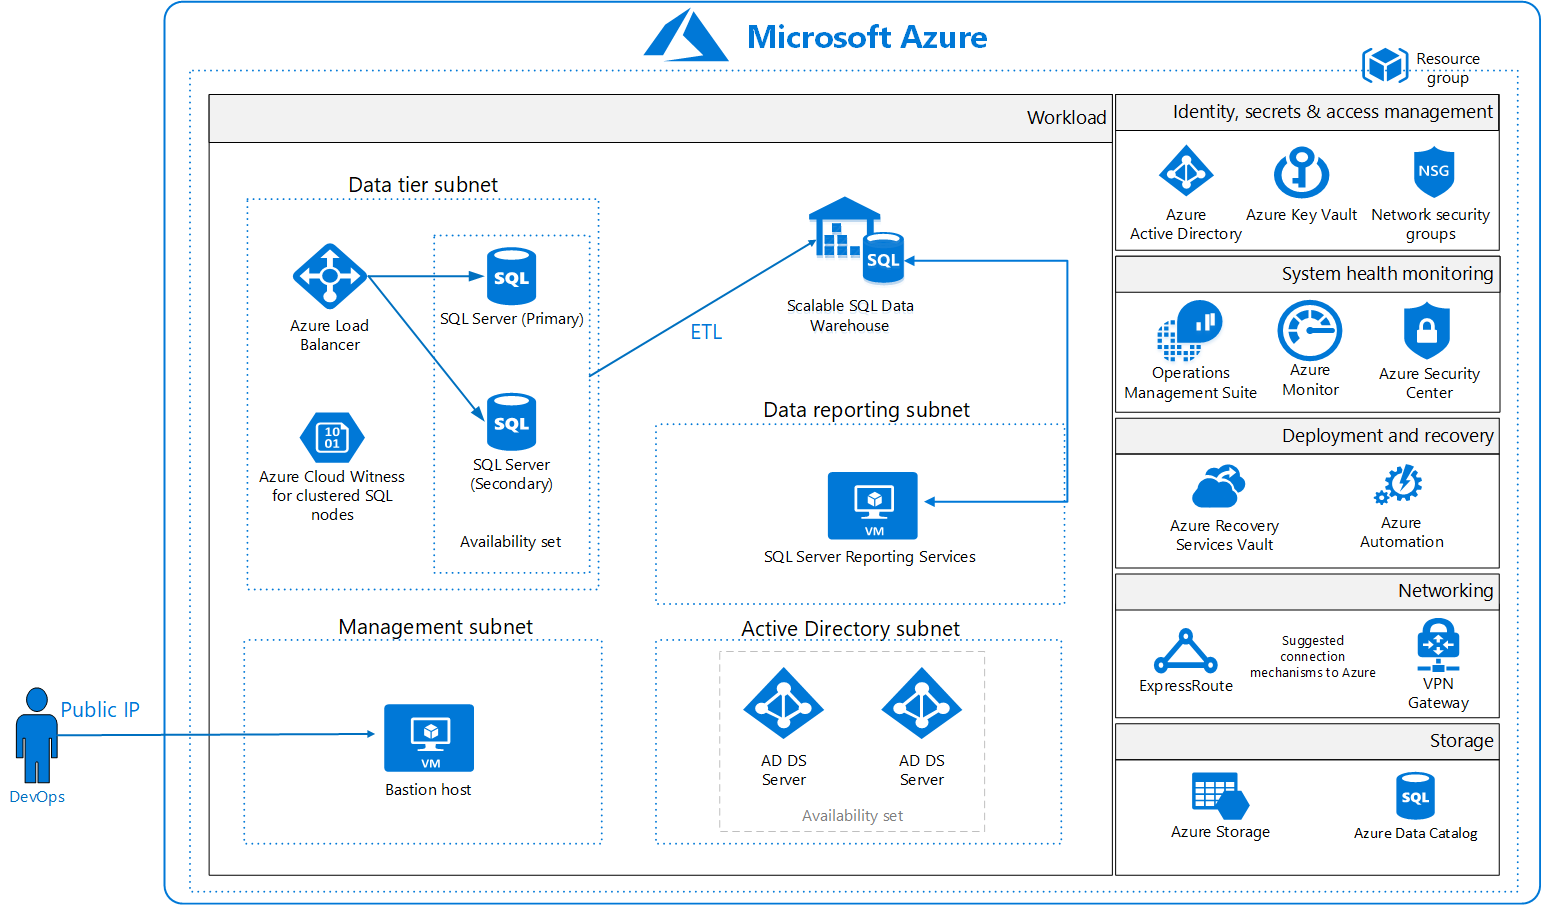 Microsoft Azure
Resource
group
Workload
Data tier subnet
Azure Load
Balancer
SQL
SQL Server (Primary)
10
01
Azure Cloud Witness
for clustered SQL
nodes
SQL
SQL Server
(Secondary)
Availability set
ETL
SQL
Scalable SQL Data
Warehouse
Data reporting subnet
VM
SQL Server Reporting Services
Management subnet
VM
Bastion host
Public IP
DevOps
Active Directory subnet
AD DS
Server
AD DS
Server
Availability set
Identity, secrets & access management
Azure
Active Directory
Azure Key Vault
NSG
Network security
groups
System health monitoring
Operations
Management Suite
Azure
Monitor
Azure Security
Center
Deployment and recovery
Azure Recovery
Services Vault
Azure
Automation
Networking
ExpressRoute
Suggested
connection
mechanisms to Azure
VPN
Gateway
Storage
Azure Storage
SQL
Azure Data Catalog